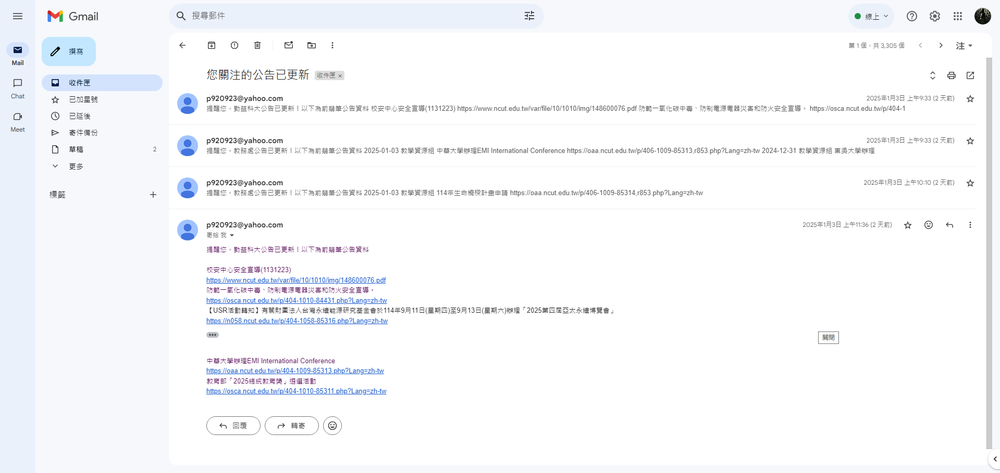 Gmail
搜尋郵件
線上
Mail
Chat
Meet
撰寫
收件匣
已加星號
已延後
寄件備份
草稿 2
更多
標籤
第 1 個，共 3,305 個
注
您關注的公告已更新 收件匣 ×
p920923@yahoo.com 2025年1月3日 上午9:33 (2 天前)
提醒您，勤益科大公告已更新！以下為前幾筆公告資料 校安中心安全宣導(1131223) https://www.ncut.edu.tw/var/file/10/1010/img/148600076.pdf 防範一氧化碳中毒、防制電源電器災害和防火安全宣導。 https://osca.ncut.edu.tw/p/404-1
p920923@yahoo.com 2025年1月3日 上午9:33 (2 天前)
提醒您，教務處公告已更新！以下為前幾筆公告資料 2025-01-03 教學資源組 中華大學辦理EMI International Conference https://oaa.ncut.edu.tw/p/406-1009-85313,r853.php?Lang=zh-tw 2024-12-31 教學資源組 東吳大學辦理
p920923@yahoo.com 2025年1月3日 上午10:10 (2 天前)
提醒您，教務處公告已更新！以下為前幾筆公告資料 2025-01-03 教學資源組 114年生命橋樑計畫申請 https://oaa.ncut.edu.tw/p/406-1009-85314,r853.php?Lang=zh-tw
p920923@yahoo.com 2025年1月3日 上午11:36 (2 天前)
寄給 我
提醒您，勤益科大公告已更新！以下為前幾筆公告資料
校安中心安全宣導(1131223)
https://www.ncut.edu.tw/var/file/10/1010/img/148600076.pdf
防範一氧化碳中毒、防制電源電器災害和防火安全宣導。
https://osca.ncut.edu.tw/p/404-1010-84431.php?Lang=zh-tw
【USR活動轉知】有關財團法人台灣永續能源研究基金會於114年9月11日(星期四)至9月13日(星期六)辦理「2025第四屆亞太永續博覽會」
https://n058.ncut.edu.tw/p/404-1058-85316.php?Lang=zh-tw
關閉
中華大學辦理EMI International Conference
https://oaa.ncut.edu.tw/p/404-1009-85313.php?Lang=zh-tw
教育部「2025總統教育獎」遴選活動
https://osca.ncut.edu.tw/p/404-1010-85311.php?Lang=zh-tw
回覆
轉寄